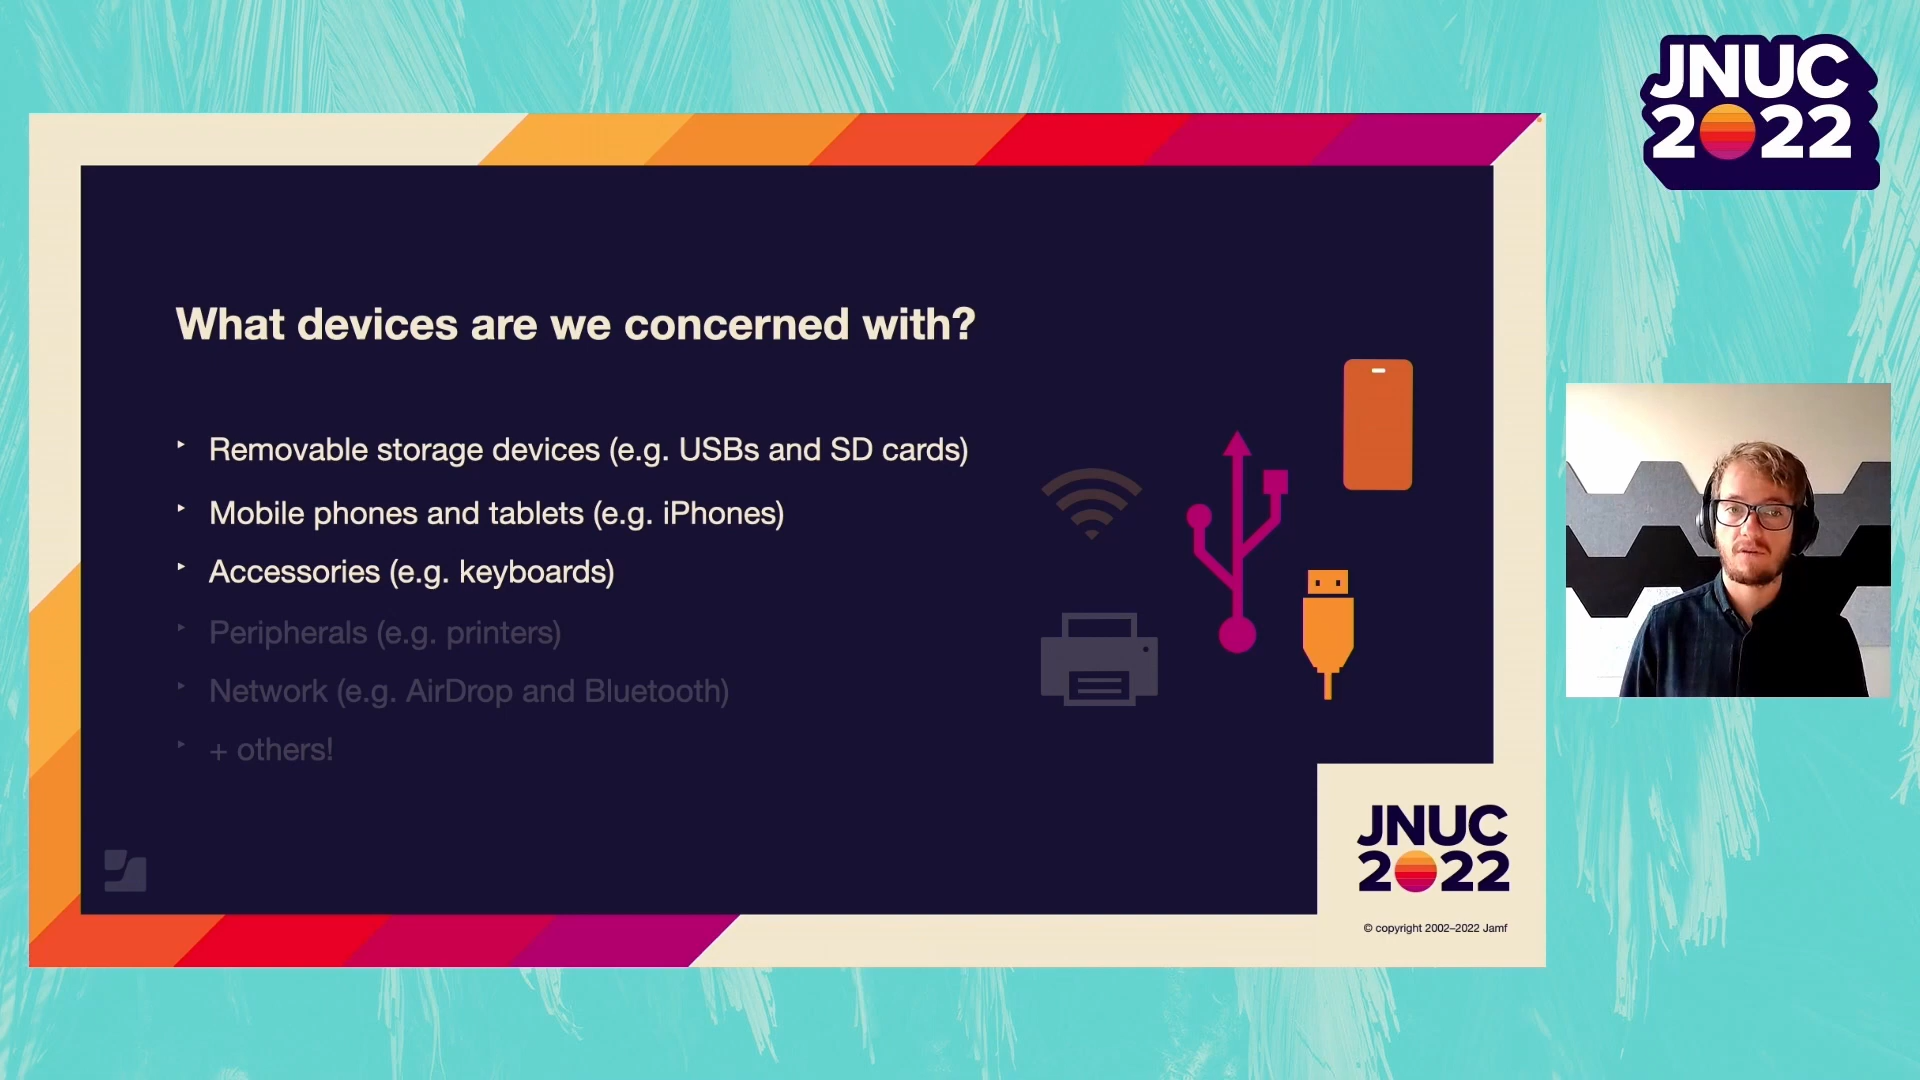 JNUC
2022
What devices are we concerned with?
‣ Removable storage devices (e.g. USBs and SD cards)
‣ Mobile phones and tablets (e.g. iPhones)
‣ Accessories (e.g. keyboards)
‣ Peripherals (e.g. printers)
‣ Network (e.g. AirDrop and Bluetooth)
‣ + others!
JNUC
2022
© copyright 2002–2022 Jamf